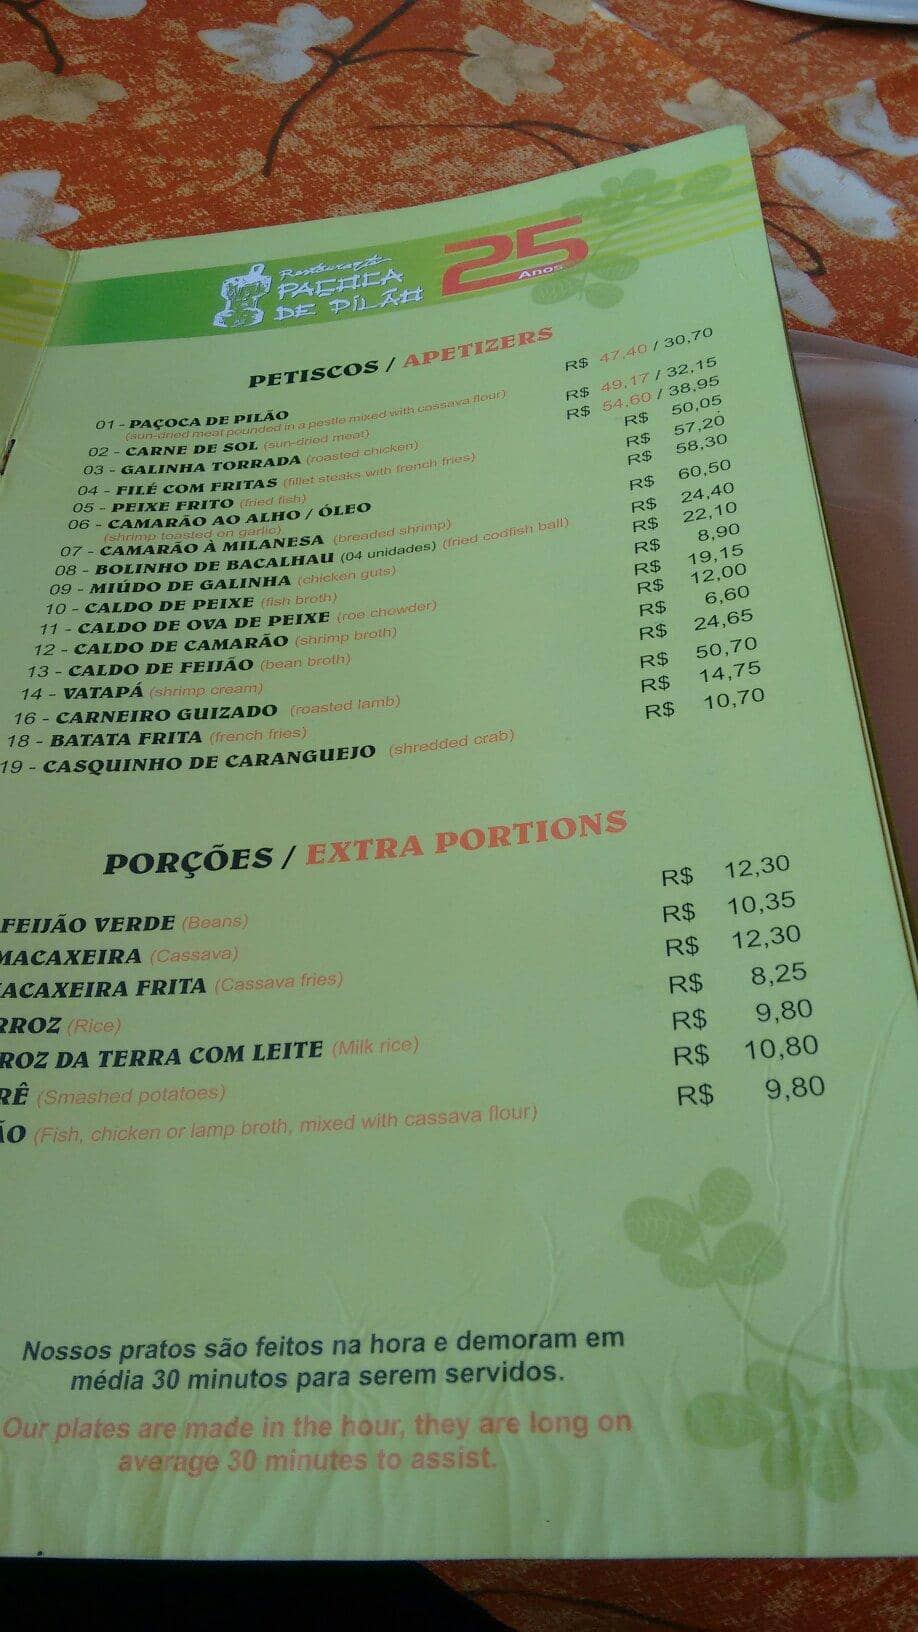 Restaurante
PAÇOCA
DE PILÃO
25
Anos
PETISCOS / APETIZERS
01 - PAÇOCA DE PILÃO R$ 47,40 / 30,70
(sun-dried meat pounded in a pestle mixed with cassava flour)
02 - CARNE DE SOL (sun-dried meat) R$ 49,17 / 32,15
03 - GALINHA TORRADA (roasted chicken) R$ 54,60 / 38,95
04 - FILÉ COM FRITAS (fillet steaks with french fries) R$ 50,05
05 - PEIXE FRITO (fried fish) R$ 57,20
06 - CAMARÃO AO ALHO / ÓLEO R$ 58,30
(shrimp toasted on garlic)
07 - CAMARÃO À MILANESA (breaded shrimp) R$ 60,50
08 - BOLINHO DE BACALHAU (04 unidades) (fried codfish ball) R$ 24,40
09 - MIÚDO DE GALINHA (chicken guts) R$ 22,10
10 - CALDO DE PEIXE (fish broth) R$ 8,90
11 - CALDO DE OVA DE PEIXE (roe chowder) R$ 19,15
12 - CALDO DE CAMARÃO (shrimp broth) R$ 12,00
13 - CALDO DE FEIJÃO (bean broth) R$ 6,60
14 - VATAPÁ (shrimp cream) R$ 24,65
16 - CARNEIRO GUIZADO (roasted lamb) R$ 50,70
18 - BATATA FRITA (french fries) R$ 14,75
19 - CASQUINHO DE CARANGUEJO (shredded crab) R$ 10,70
PORÇÕES / EXTRA PORTIONS
FEIJÃO VERDE (Beans) R$ 12,30
MACAXEIRA (Cassava) R$ 10,35
ACAXEIRA FRITA (Cassava fries) R$ 12,30
RROZ (Rice) R$ 8,25
ROZ DA TERRA COM LEITE (Milk rice) R$ 9,80
RÊ (Smashed potatoes) R$ 10,80
ÃO (Fish, chicken or lamp broth, mixed with cassava flour) R$ 9,80
Nossos pratos são feitos na hora e demoram em
média 30 minutos para serem servidos.
Our plates are made in the hour, they are long on
average 30 minutes to assist.